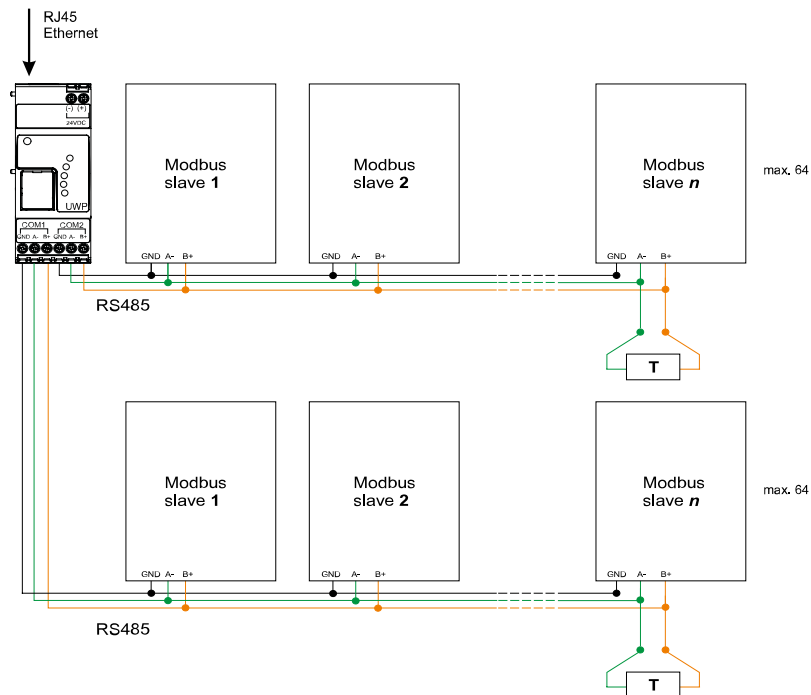 RJ45
Ethernet
(-) (+)
24VDC
UWP
COM1 COM2
GND A- B+ GND A- B+
Modbus
slave 1
Modbus
slave 2
Modbus
slave n
max. 64
GND A- B+
GND A- B+
GND A- B+
RS485
T
Modbus
slave 1
Modbus
slave 2
Modbus
slave n
max. 64
GND A- B+
GND A- B+
GND A- B+
RS485
T